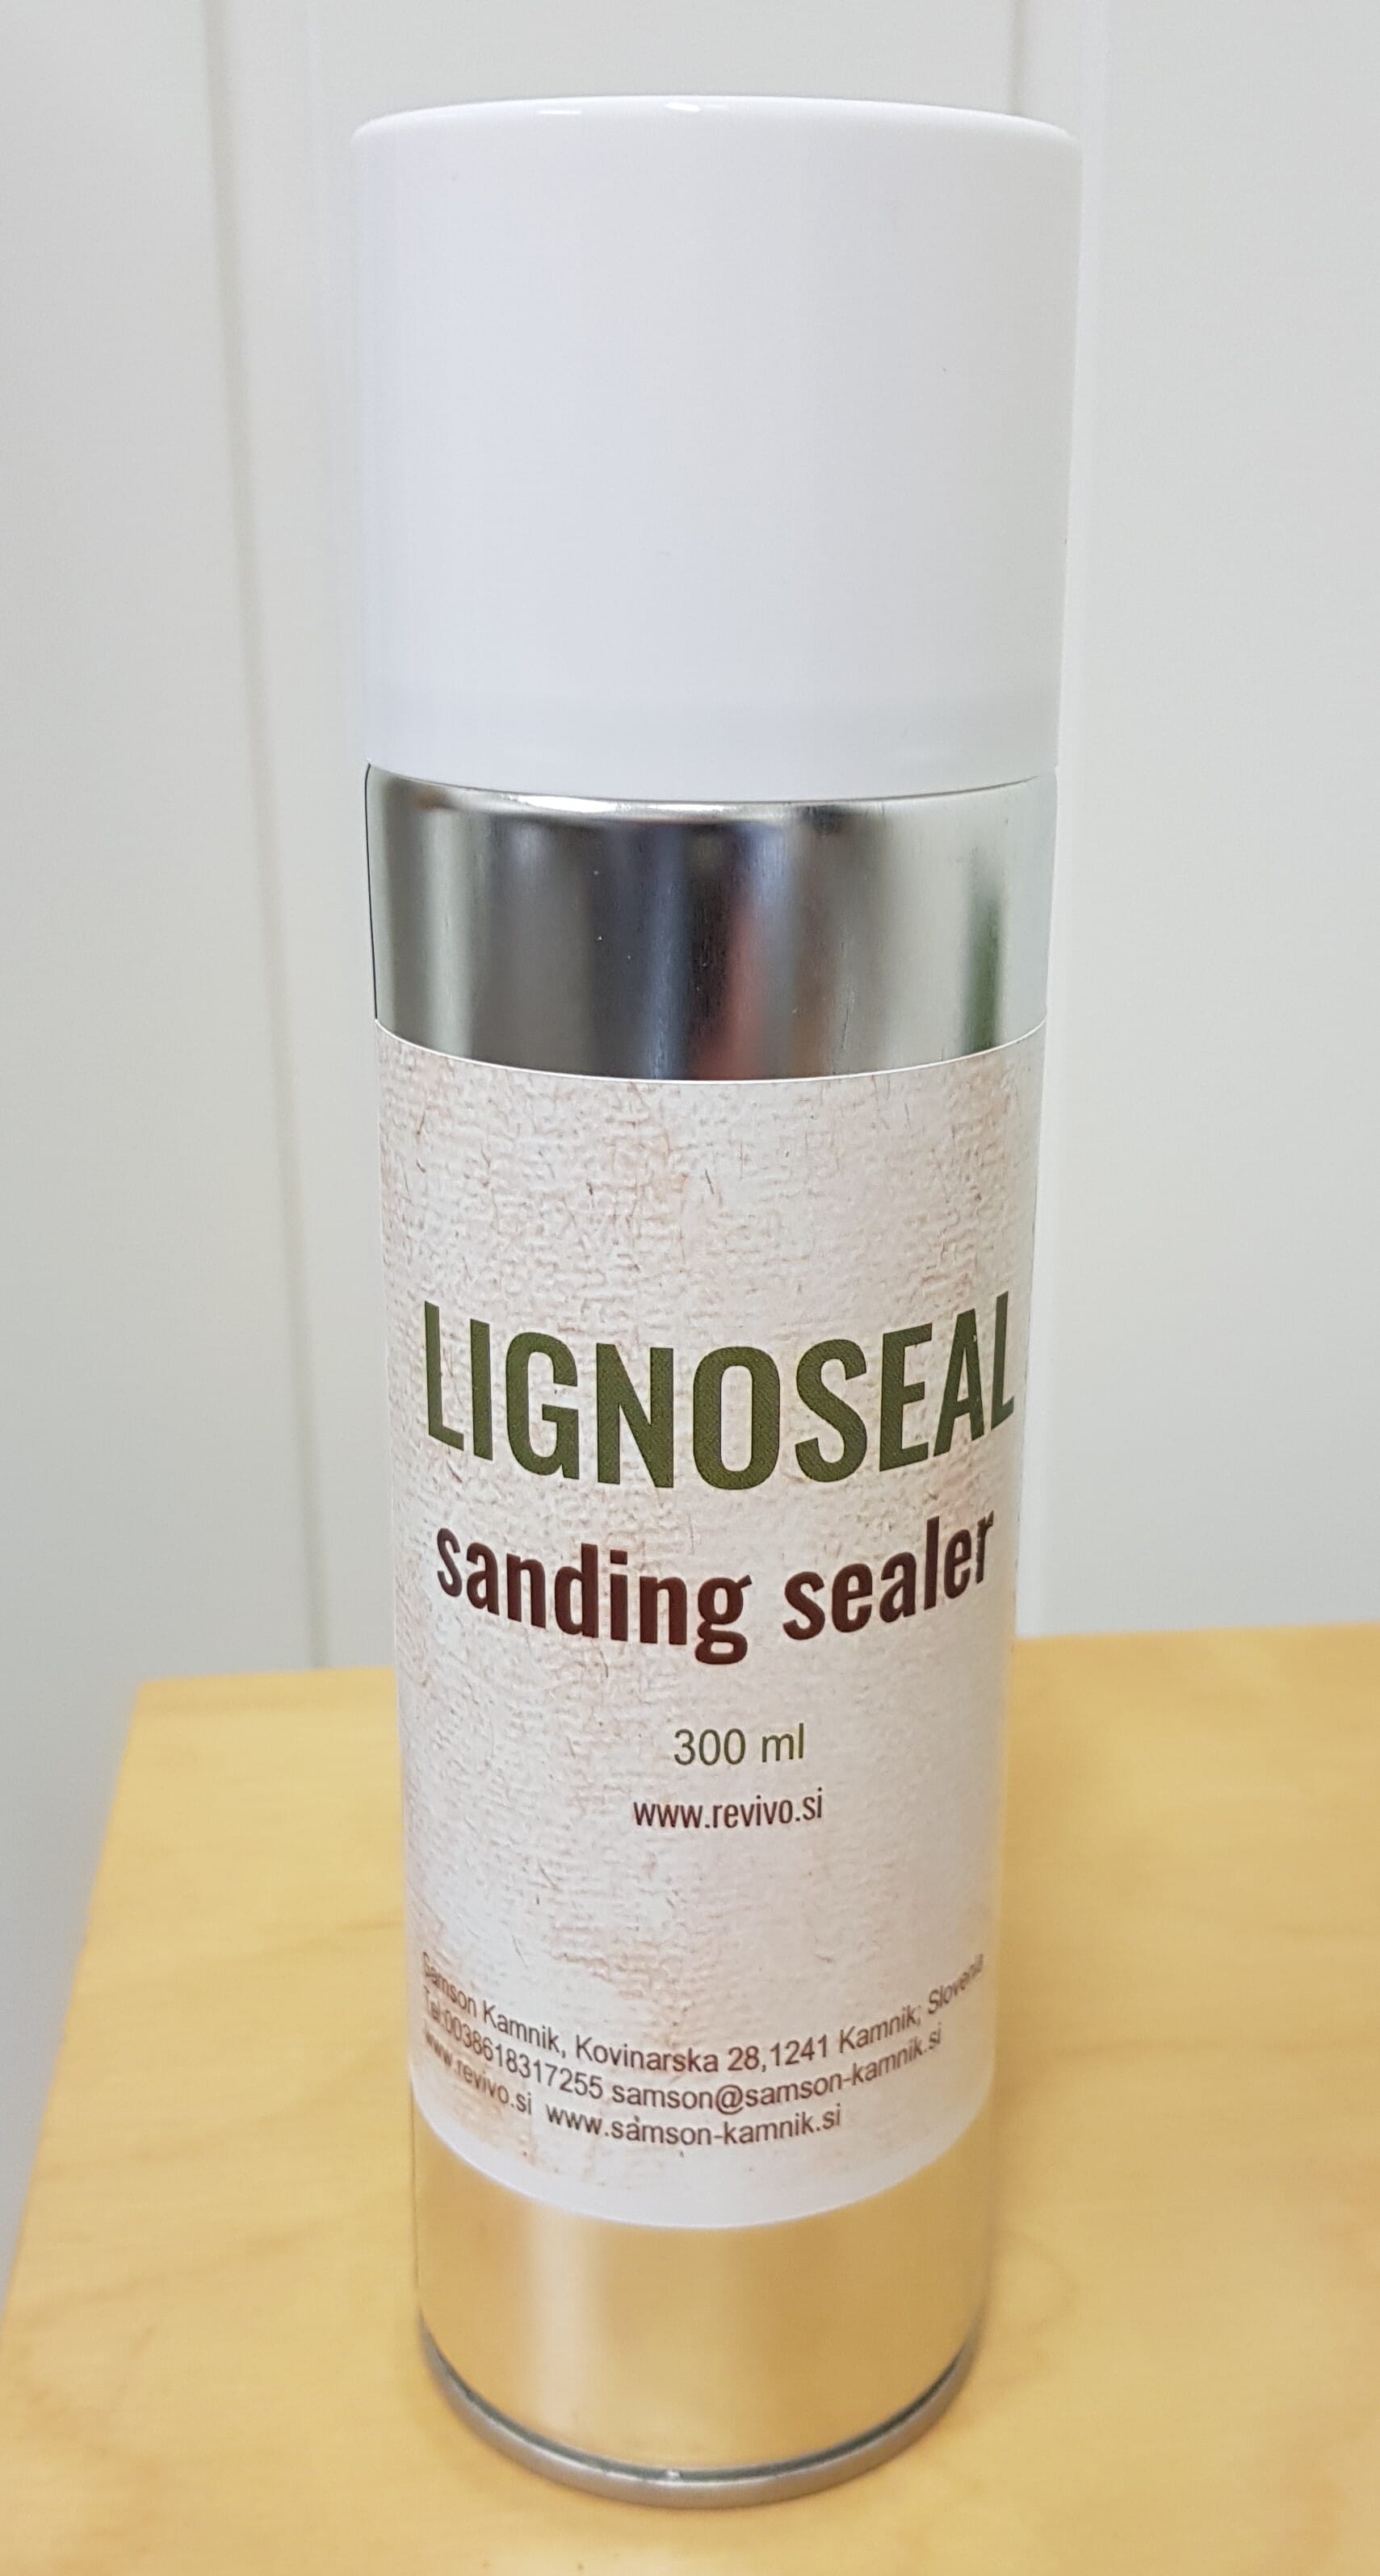 LIGNOSEAL
sanding sealer
300 ml
www.revivo.si
Samson Kamnik, Kovinarska 28,1241 Kamnik, Slovenia
Tel:0038618317255 samson@samson-kamnik.si
www.revivo.si www.samson-kamnik.si